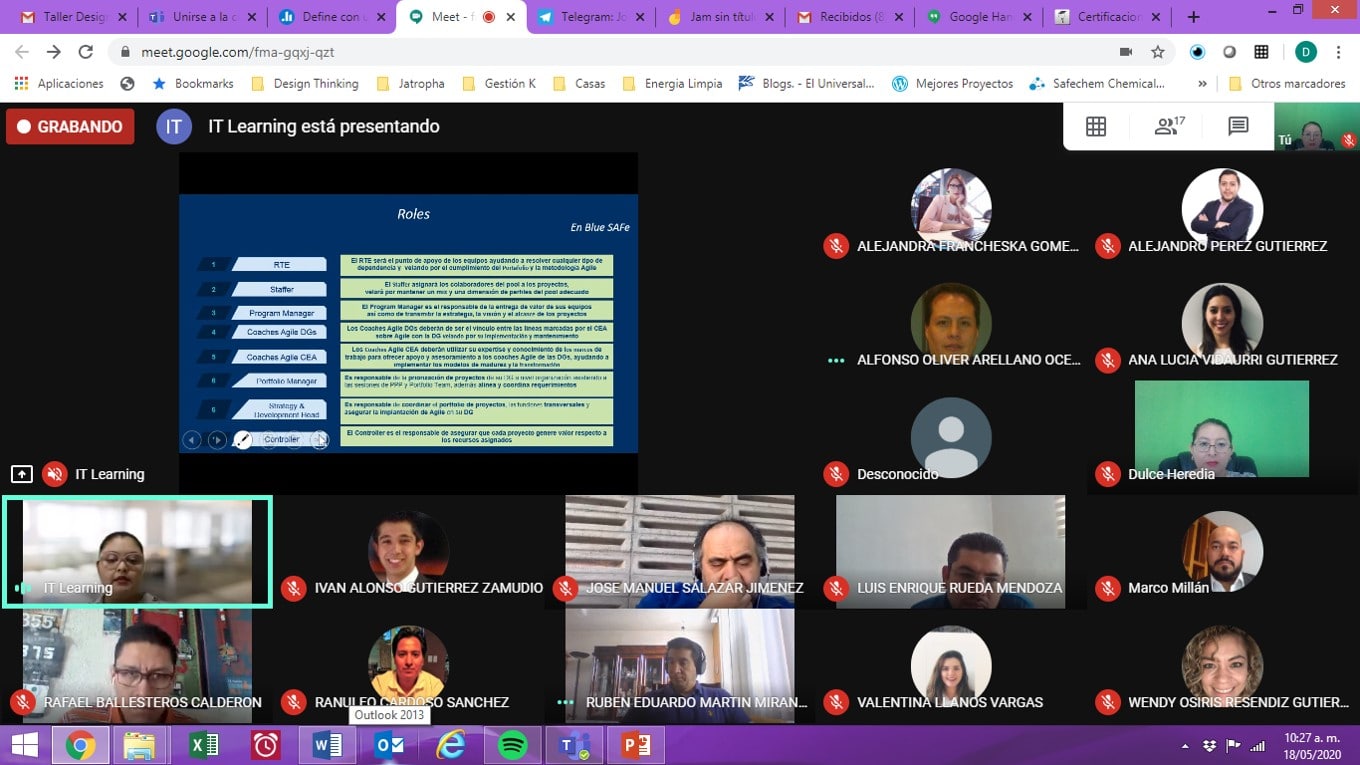 Taller Desig
Unirse a la c
Define con u
Meet - f
Telegram: Jo
Jam sin títul
Recibidos (8
Google Han
Certificacion
meet.google.com/fma-gqxj-qzt
D
Aplicaciones
Bookmarks
Design Thinking
Jatropha
Gestión K
Casas
Energia Limpia
Blogs. - El Universal...
Mejores Proyectos
Safechem Chemical...
»
Otros marcadores
GRABANDO
IT
IT Learning está presentando
17
Tú
Roles
En Blue SAFe
1 RTE
El RTE será el punto de apoyo de los equipos ayudando a resolver cualquier tipo de
dependencia y velando por el cumplimiento del Portafolio y la metodología Agile
2 Staffer
El Staffer asignará los colaboradores del pool a los proyectos,
velará por mantener un mix y una dimensión de perfiles del pool adecuado
3 Program Manager
El Program Manager es el responsable de la entrega de valor de sus equipos
así como de transmitir la estrategia, la visión y el alcance de los proyectos
4 Coaches Agile DGs
Los Coaches Agile DGs deberán de ser el vínculo entre las líneas marcadas por el CEA
sobre Agile con la DG velando por su implementación y mantenimiento
5 Coaches Agile CEA
Los Coaches Agile CEA deberán utilizar su expertise y conocimiento de los marcos de
trabajo para ofrecer apoyo y asesoramiento a los coaches Agile de las DGs, ayudando a
implementar los modelos de madurez y la transformación
6 Portfolio Manager
Es responsable de la priorización de proyectos de su DG u
las sesiones de PPP y Portfolio Team, además alinea y coordina requerimientos
6 Strategy &
Development Head
Es responsable de coordinar el portfolio de proyectos, las funciones transversales y
asegurar la implantación de Agile en su DG
Controller
El Controller es el responsable de asegurar que cada proyecto genere valor respecto a
los recursos asignados
IT Learning
ALEJANDRA FRANCHESKA GOME...
ALEJANDRO PEREZ GUTIERREZ
ALFONSO OLIVER ARELLANO OCE...
ANA LUCIA VIDAURRI GUTIERREZ
Desconocido
Dulce Heredia
IT Learning
IVAN ALONSO GUTIERREZ ZAMUDIO
JOSE MANUEL SALAZAR JIMENEZ
LUIS ENRIQUE RUEDA MENDOZA
Marco Millán
RAFAEL BALLESTEROS CALDERON
RANULFO CARDOSO SANCHEZ
RUBEN EDUARDO MARTIN MIRAN...
VALENTINA LLANOS VARGAS
WENDY OSIRIS RESENDIZ GUTIER...
Outlook 2013
10:27 a. m.
18/05/2020